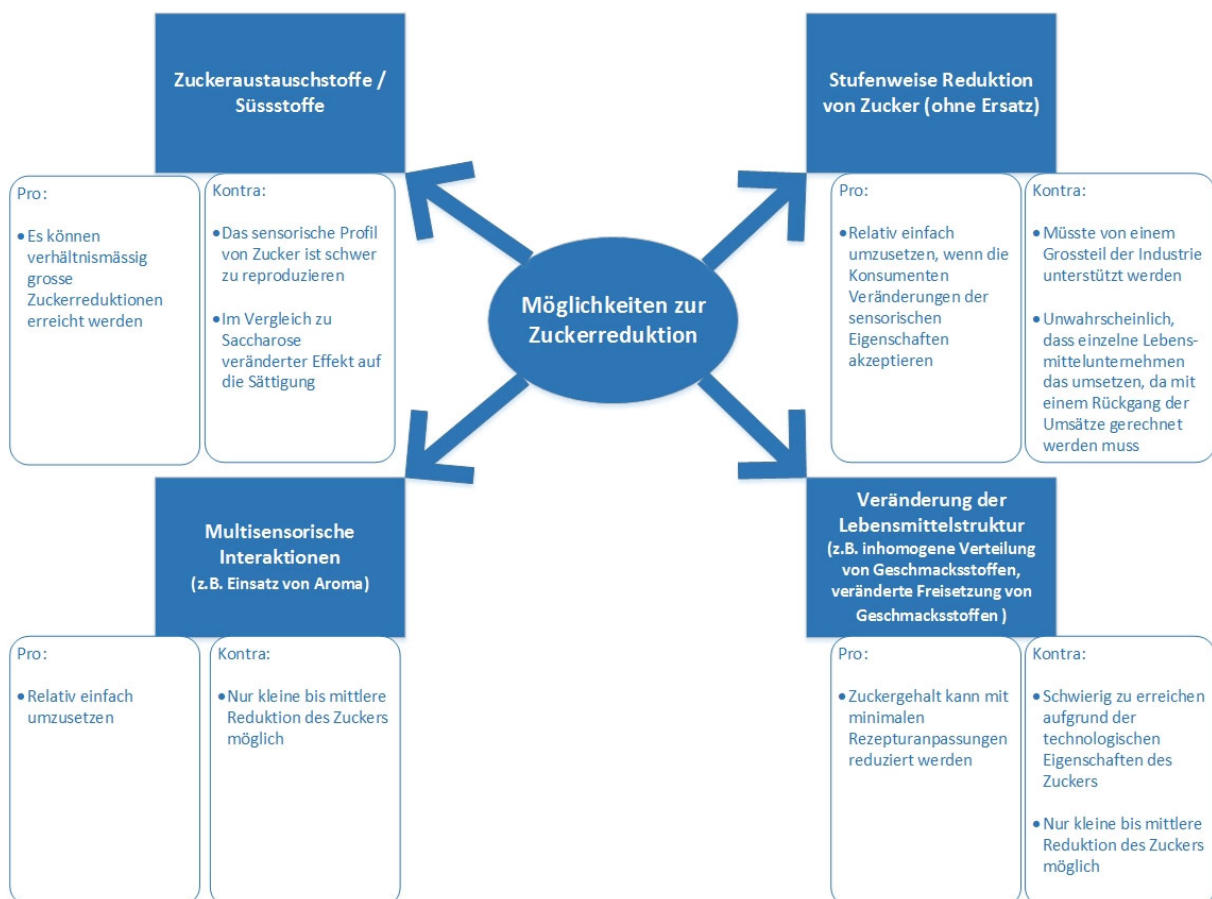 Zuckeraustauschstoffe /
Süssstoffe
Pro:
•Es können
verhältnismässig
grosse
Zuckerreduktionen
erreicht werden
Kontra:
•Das sensorische Profil
von Zucker ist schwer
zu reproduzieren
•Im Vergleich zu
Saccharose
veränderter Effekt auf
die Sättigung
Stufenweise Reduktion
von Zucker (ohne Ersatz)
Pro:
•Relativ einfach
umzusetzen, wenn die
Konsumenten
Veränderungen der
sensorischen
Eigenschaften
akzeptieren
Kontra:
•Müsste von einem
Grossteil der Industrie
unterstützt werden
•Unwahrscheinlich,
dass einzelne Lebens-
mittelunternehmen
das umsetzen, da mit
einem Rückgang der
Umsätze gerechnet
werden muss
Möglichkeiten zur
Zuckerreduktion
Multisensorische
Interaktionen
(z.B. Einsatz von Aroma)
Pro:
•Relativ einfach
umzusetzen
Kontra:
•Nur kleine bis mittlere
Reduktion des Zuckers
möglich
Veränderung der
Lebensmittelstruktur
(z.B. inhomogene Verteilung
von Geschmacksstoffen,
veränderte Freisetzung von
Geschmacksstoffen )
Pro:
•Zuckergehalt kann mit
minimalen
Rezepturanpassungen
reduziert werden
Kontra:
•Schwierig zu erreichen
aufgrund der
technologischen
Eigenschaften des
Zuckers
•Nur kleine bis mittlere
Reduktion des Zuckers
möglich